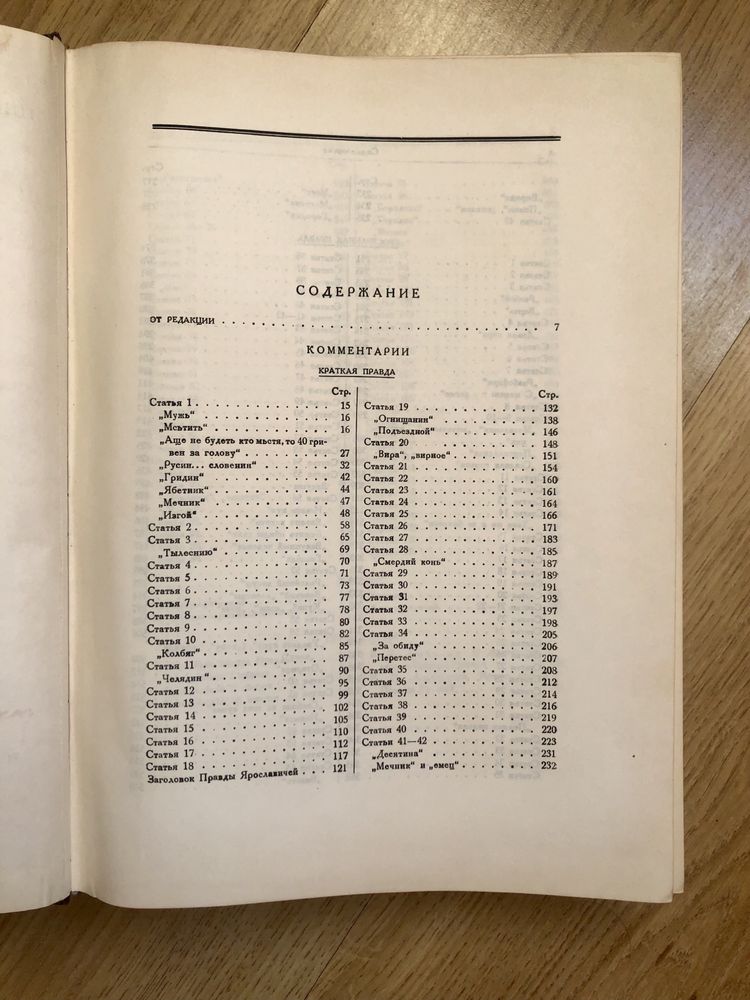 СОДЕРЖАНИЕ
ОТ РЕДАКЦИИ . . . . . . . . . . . . . . . . . . . . 7
КОММЕНТАРИИ
КРАТКАЯ ПРАВДА
Стр.
Статья 1 . . . . . . . . . . 15
„Мужь“ . . . . . . . . . . 16
„Мсътить“ . . . . . . . . . . 16
„Аще не будеть кто мьстя, то 40 гри-
вен за голову“ . . . . . . . . 27
„Русин... словенин“ . . . . . . 32
„Гридин“ . . . . . . . . . . 42
„Ябетник“ . . . . . . . . . . 44
„Мечник“ . . . . . . . . . . 47
„Изгой“ . . . . . . . . . . 48
Статья 2 . . . . . . . . . . 58
Статья 3 . . . . . . . . . . 65
„Тылеснию“ . . . . . . . . . . 69
Статья 4 . . . . . . . . . . 70
Статья 5 . . . . . . . . . . 71
Статья 6 . . . . . . . . . . 73
Статья 7 . . . . . . . . . . 77
Статья 8 . . . . . . . . . . 78
Статья 9 . . . . . . . . . . 80
Статья 10 . . . . . . . . . . 82
„Колбяг“ . . . . . . . . . . 85
Статья 11 . . . . . . . . . . 87
„Челядин“ . . . . . . . . . . 90
Статья 12 . . . . . . . . . . 95
Статья 13 . . . . . . . . . . 99
Статья 14 . . . . . . . . . . 102
Статья 15 . . . . . . . . . . 105
Статья 16 . . . . . . . . . . 110
Статья 17 . . . . . . . . . . 112
Статья 18 . . . . . . . . . . 117
Заголовок Правды Ярославичей . . . 121
Стр.
Статья 19 . . . . . . . . . . 132
„Огнищанин“ . . . . . . . . . . 138
„Подъездной“ . . . . . . . . . . 146
Статья 20 . . . . . . . . . . 148
„Вира“, „вирное“ . . . . . . . . 151
Статья 21 . . . . . . . . . . 154
Статья 22 . . . . . . . . . . 160
Статья 23 . . . . . . . . . . 161
Статья 24 . . . . . . . . . . 164
Статья 25 . . . . . . . . . . 166
Статья 26 . . . . . . . . . . 171
Статья 27 . . . . . . . . . . 183
Статья 28 . . . . . . . . . . 185
„Смердий конь“ . . . . . . . . 187
Статья 29 . . . . . . . . . . 189
Статья 30 . . . . . . . . . . 191
Статья 31 . . . . . . . . . . 193
Статья 32 . . . . . . . . . . 197
Статья 33 . . . . . . . . . . 198
Статья 34 . . . . . . . . . . 205
„За обиду“ . . . . . . . . . . 206
„Перетес“ . . . . . . . . . . 207
Статья 35 . . . . . . . . . . 208
Статья 36 . . . . . . . . . . 212
Статья 37 . . . . . . . . . . 214
Статья 38 . . . . . . . . . . 216
Статья 39 . . . . . . . . . . 219
Статья 40 . . . . . . . . . . 220
Статьи 41—42 . . . . . . . . . . 223
„Десятина“ . . . . . . . . . . 231
„Мечник“ и „емец“ . . . . . . . . 232